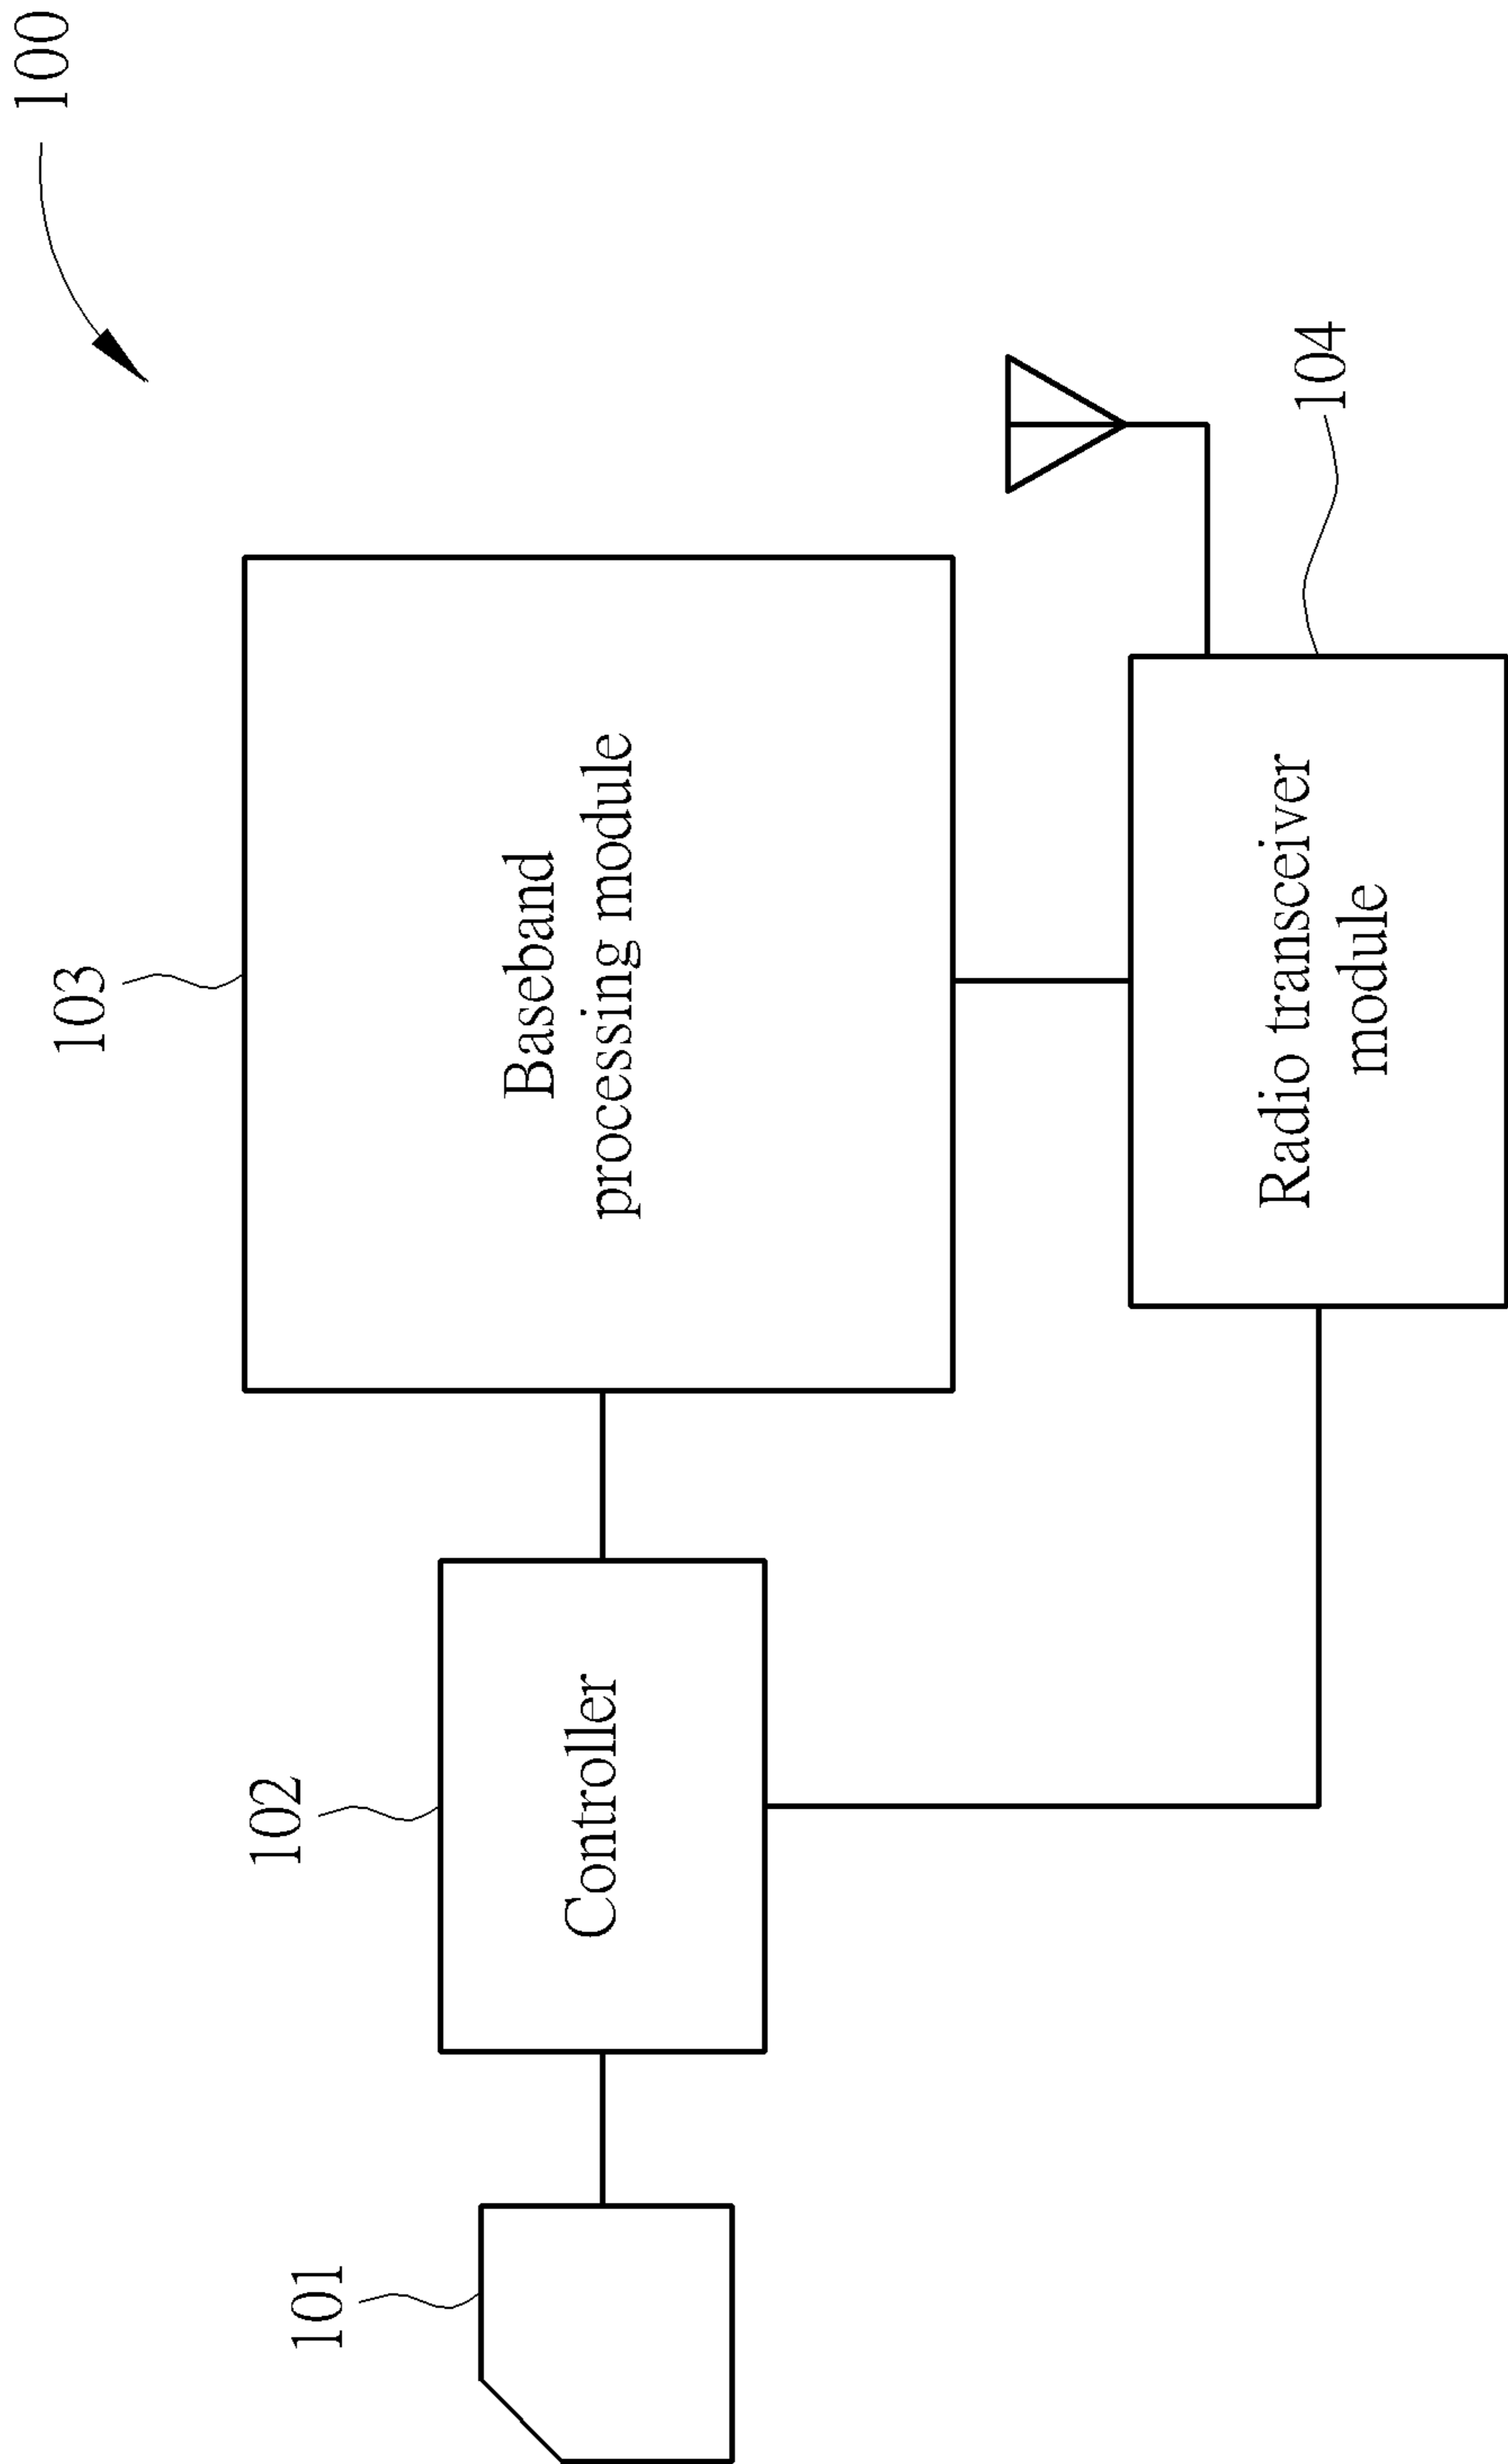 100
103
Baseband
processing module
102
Controller
101
104
Radio transceiver
module